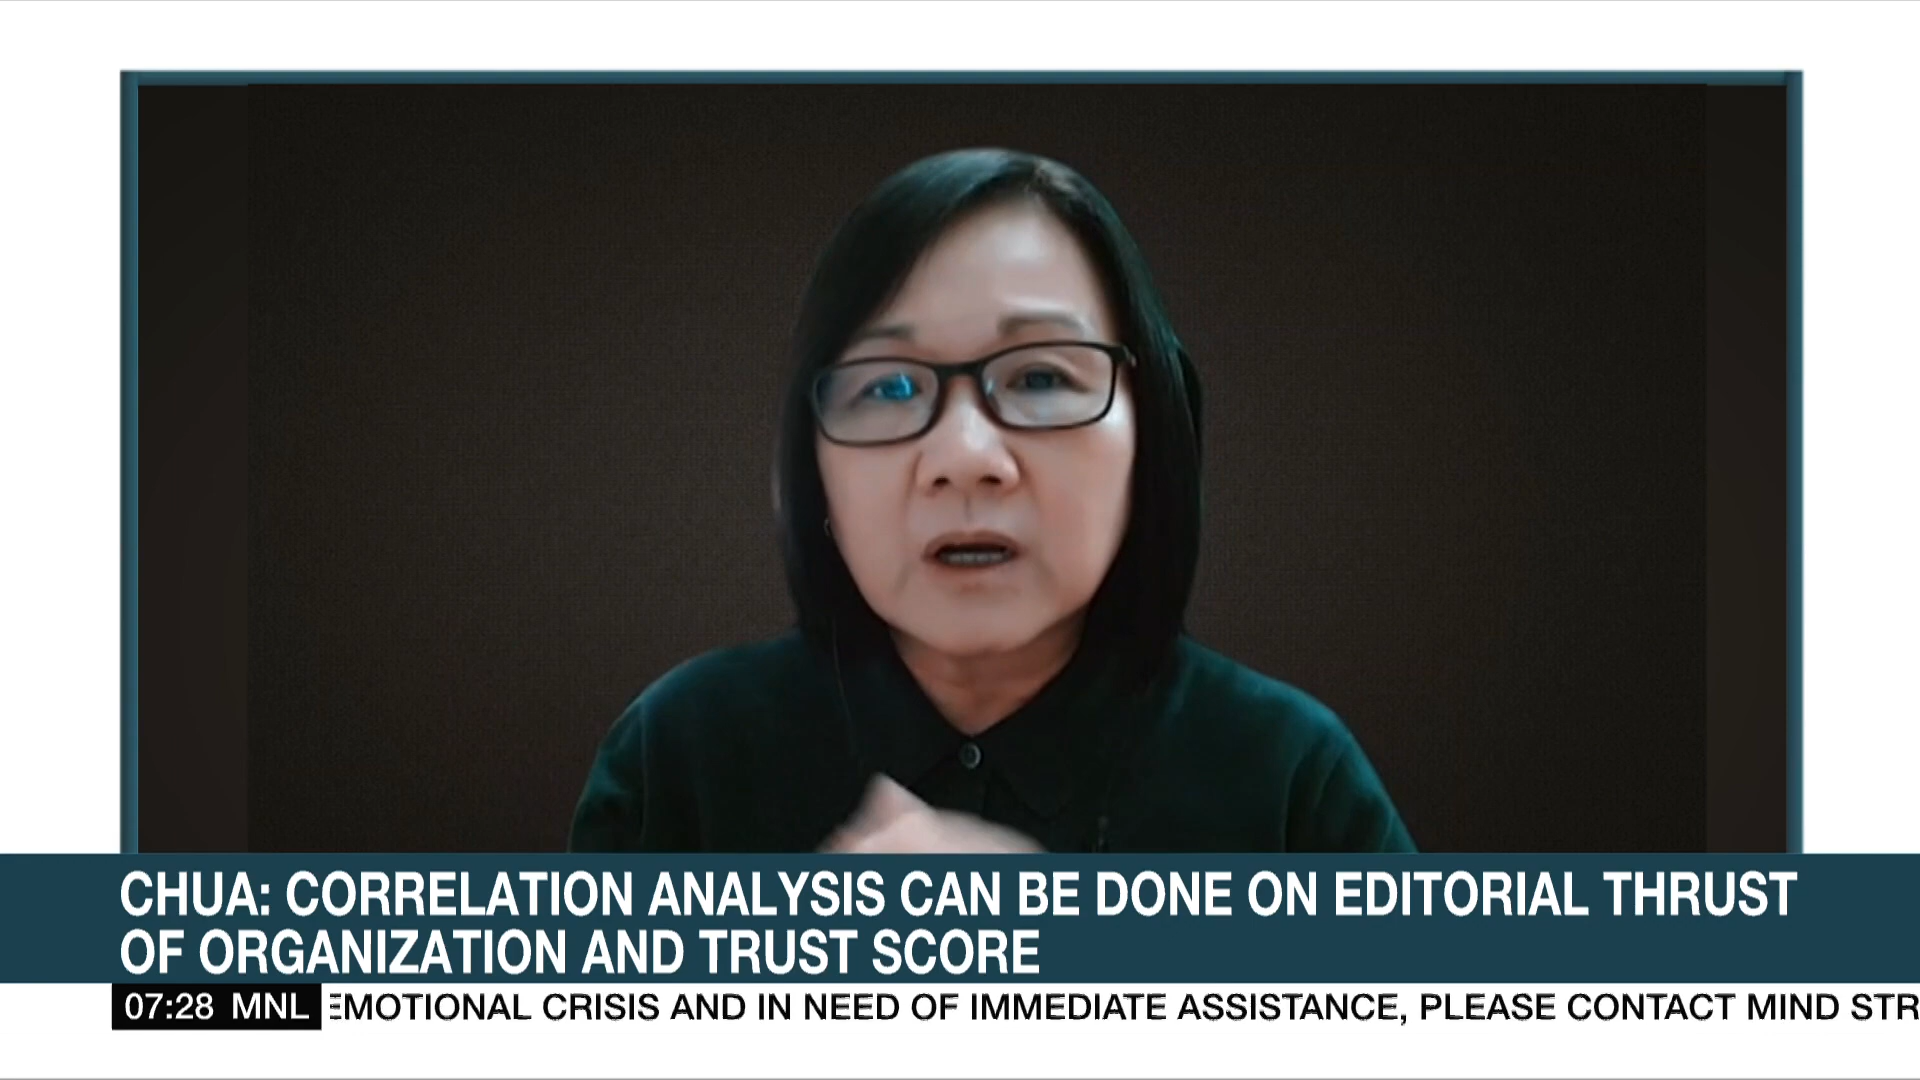 CHUA: CORRELATION ANALYSIS CAN BE DONE ON EDITORIAL THRUST
OF ORGANIZATION AND TRUST SCORE
07:28 MNL EMOTIONAL CRISIS AND IN NEED OF IMMEDIATE ASSISTANCE, PLEASE CONTACT MIND